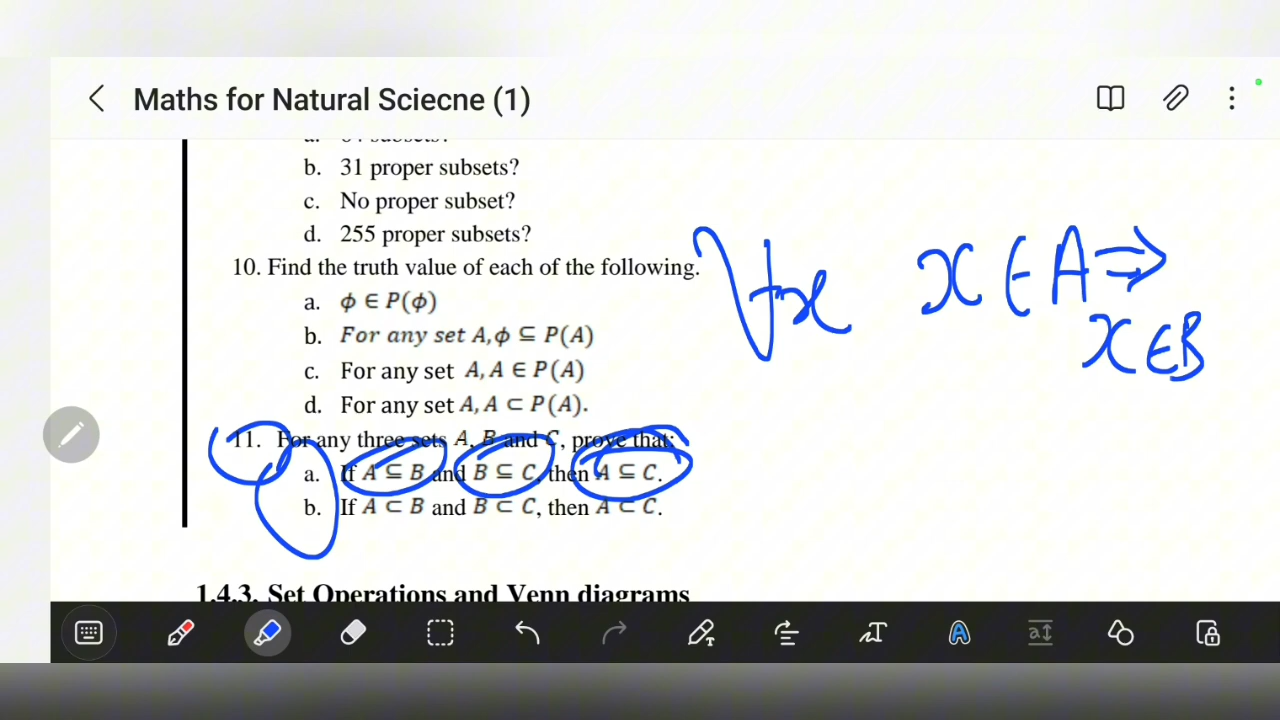 Maths for Natural Sciecne (1)
b. 31 proper subsets?
c. No proper subset?
d. 255 proper subsets?
10. Find the truth value of each of the following.
a. ϕ ∈ P(ϕ)
b. For any set A, ϕ ⊆ P(A)
c. For any set A, A ∈ P(A)
d. For any set A, A ⊂ P(A).
11. For any three sets A, B and C, prove that:
a. If A ⊆ B and B ⊆ C, then A ⊆ C.
b. If A ⊂ B and B ⊂ C, then A ⊂ C.
1.4.3. Set Operations and Venn diagrams
∀x x ∈ A ⇒
x ∈ B